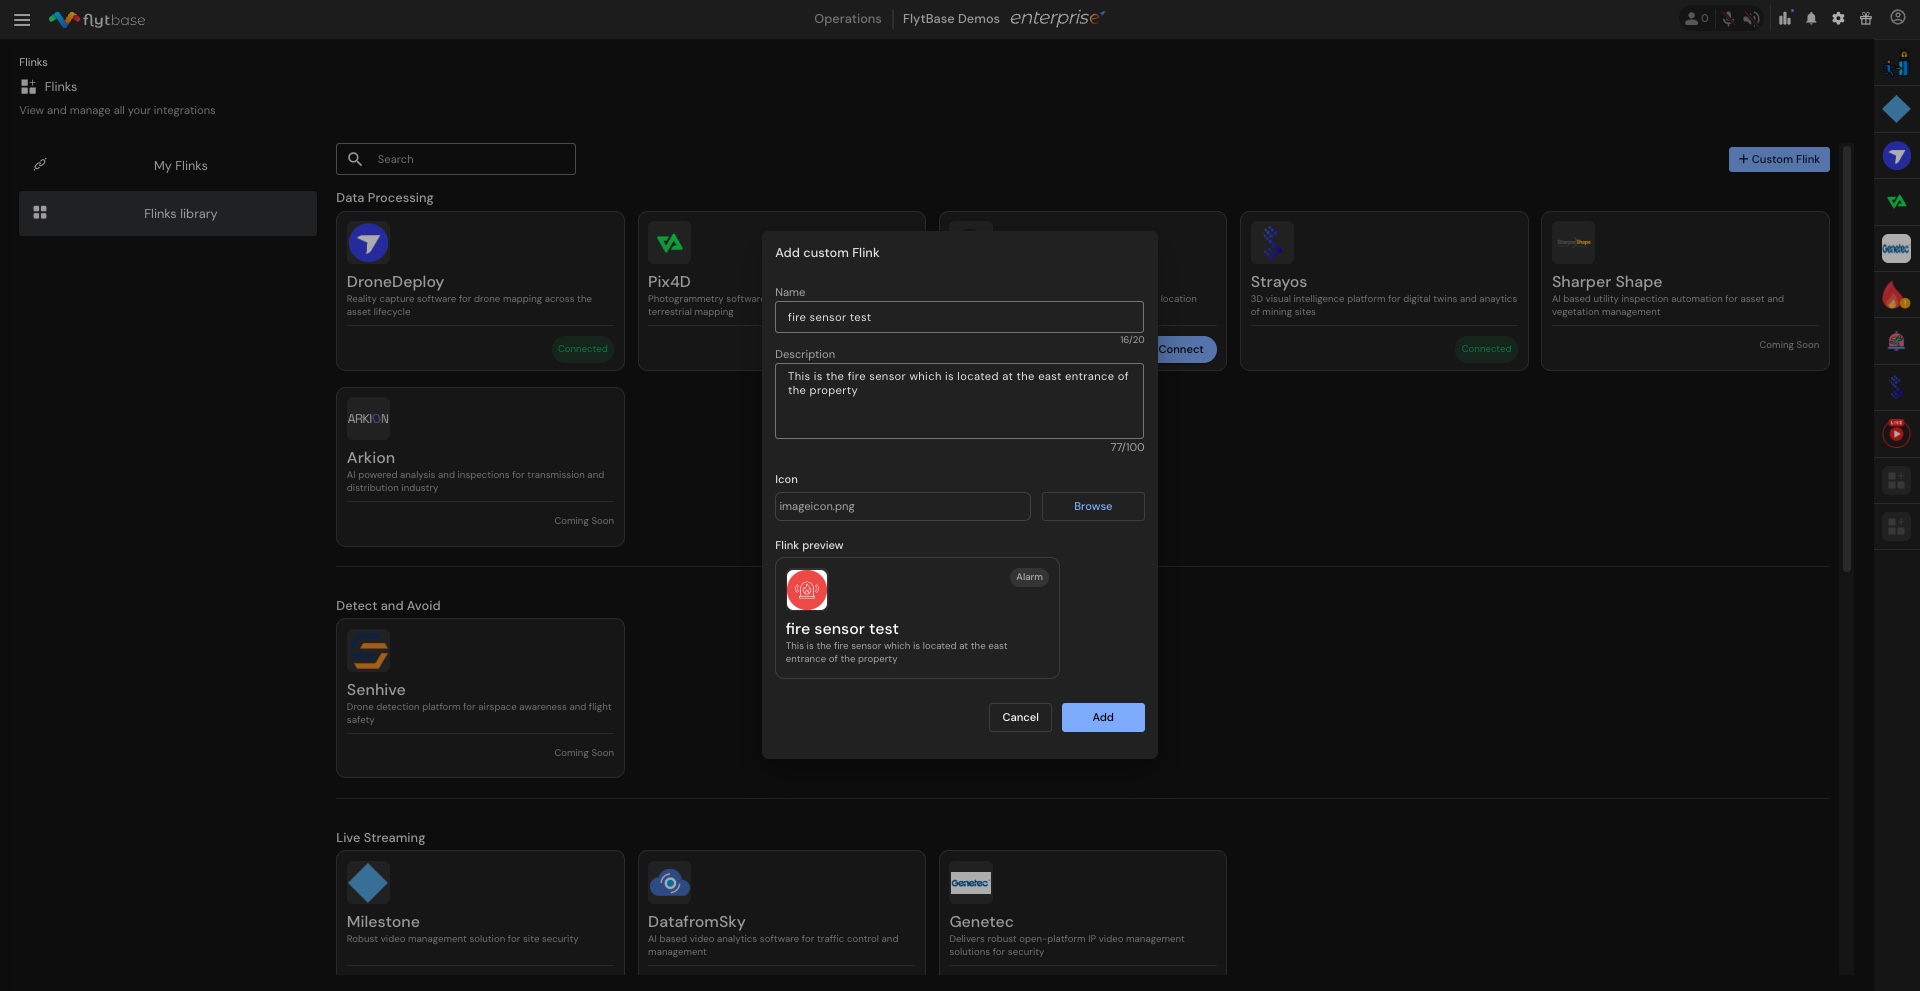 flytbase
Operations
FlytBase Demos enterprise
0
Flinks
Flinks
View and manage all your integrations
My Flinks
Flinks library
Search
+ Custom Flink
Data Processing
DroneDeploy
Reality capture software for drone mapping across the
asset lifecycle
Connected
Pix4D
Photogrammetry softwar
terrestrial mapping
location
Connect
Strayos
3D visual intelligence platform for digital twins and anaytics
of mining sites
Connected
SharperShape
Sharper Shape
AI based utility inspection automation for asset and
vegetation management
Coming Soon
ARKION
Arkion
AI powered analysis and inspections for transmission and
distribution industry
Coming Soon
Add custom Flink
Name
fire sensor test
16/20
Description
This is the fire sensor which is located at the east entrance of
the property
77/100
Icon
imageicon.png
Browse
Flink preview
Alarm
fire sensor test
This is the fire sensor which is located at the east
entrance of the property
Cancel
Add
Detect and Avoid
Senhive
Drone detection platform for airspace awareness and flight
safety
Coming Soon
Live Streaming
Milestone
Robust video management solution for site security
DatafromSky
AI based video analytics software for traffic control and
management
Genetec
Genetec
Delivers robust open-platform IP video management
solutions for security
Genetec
LIVE